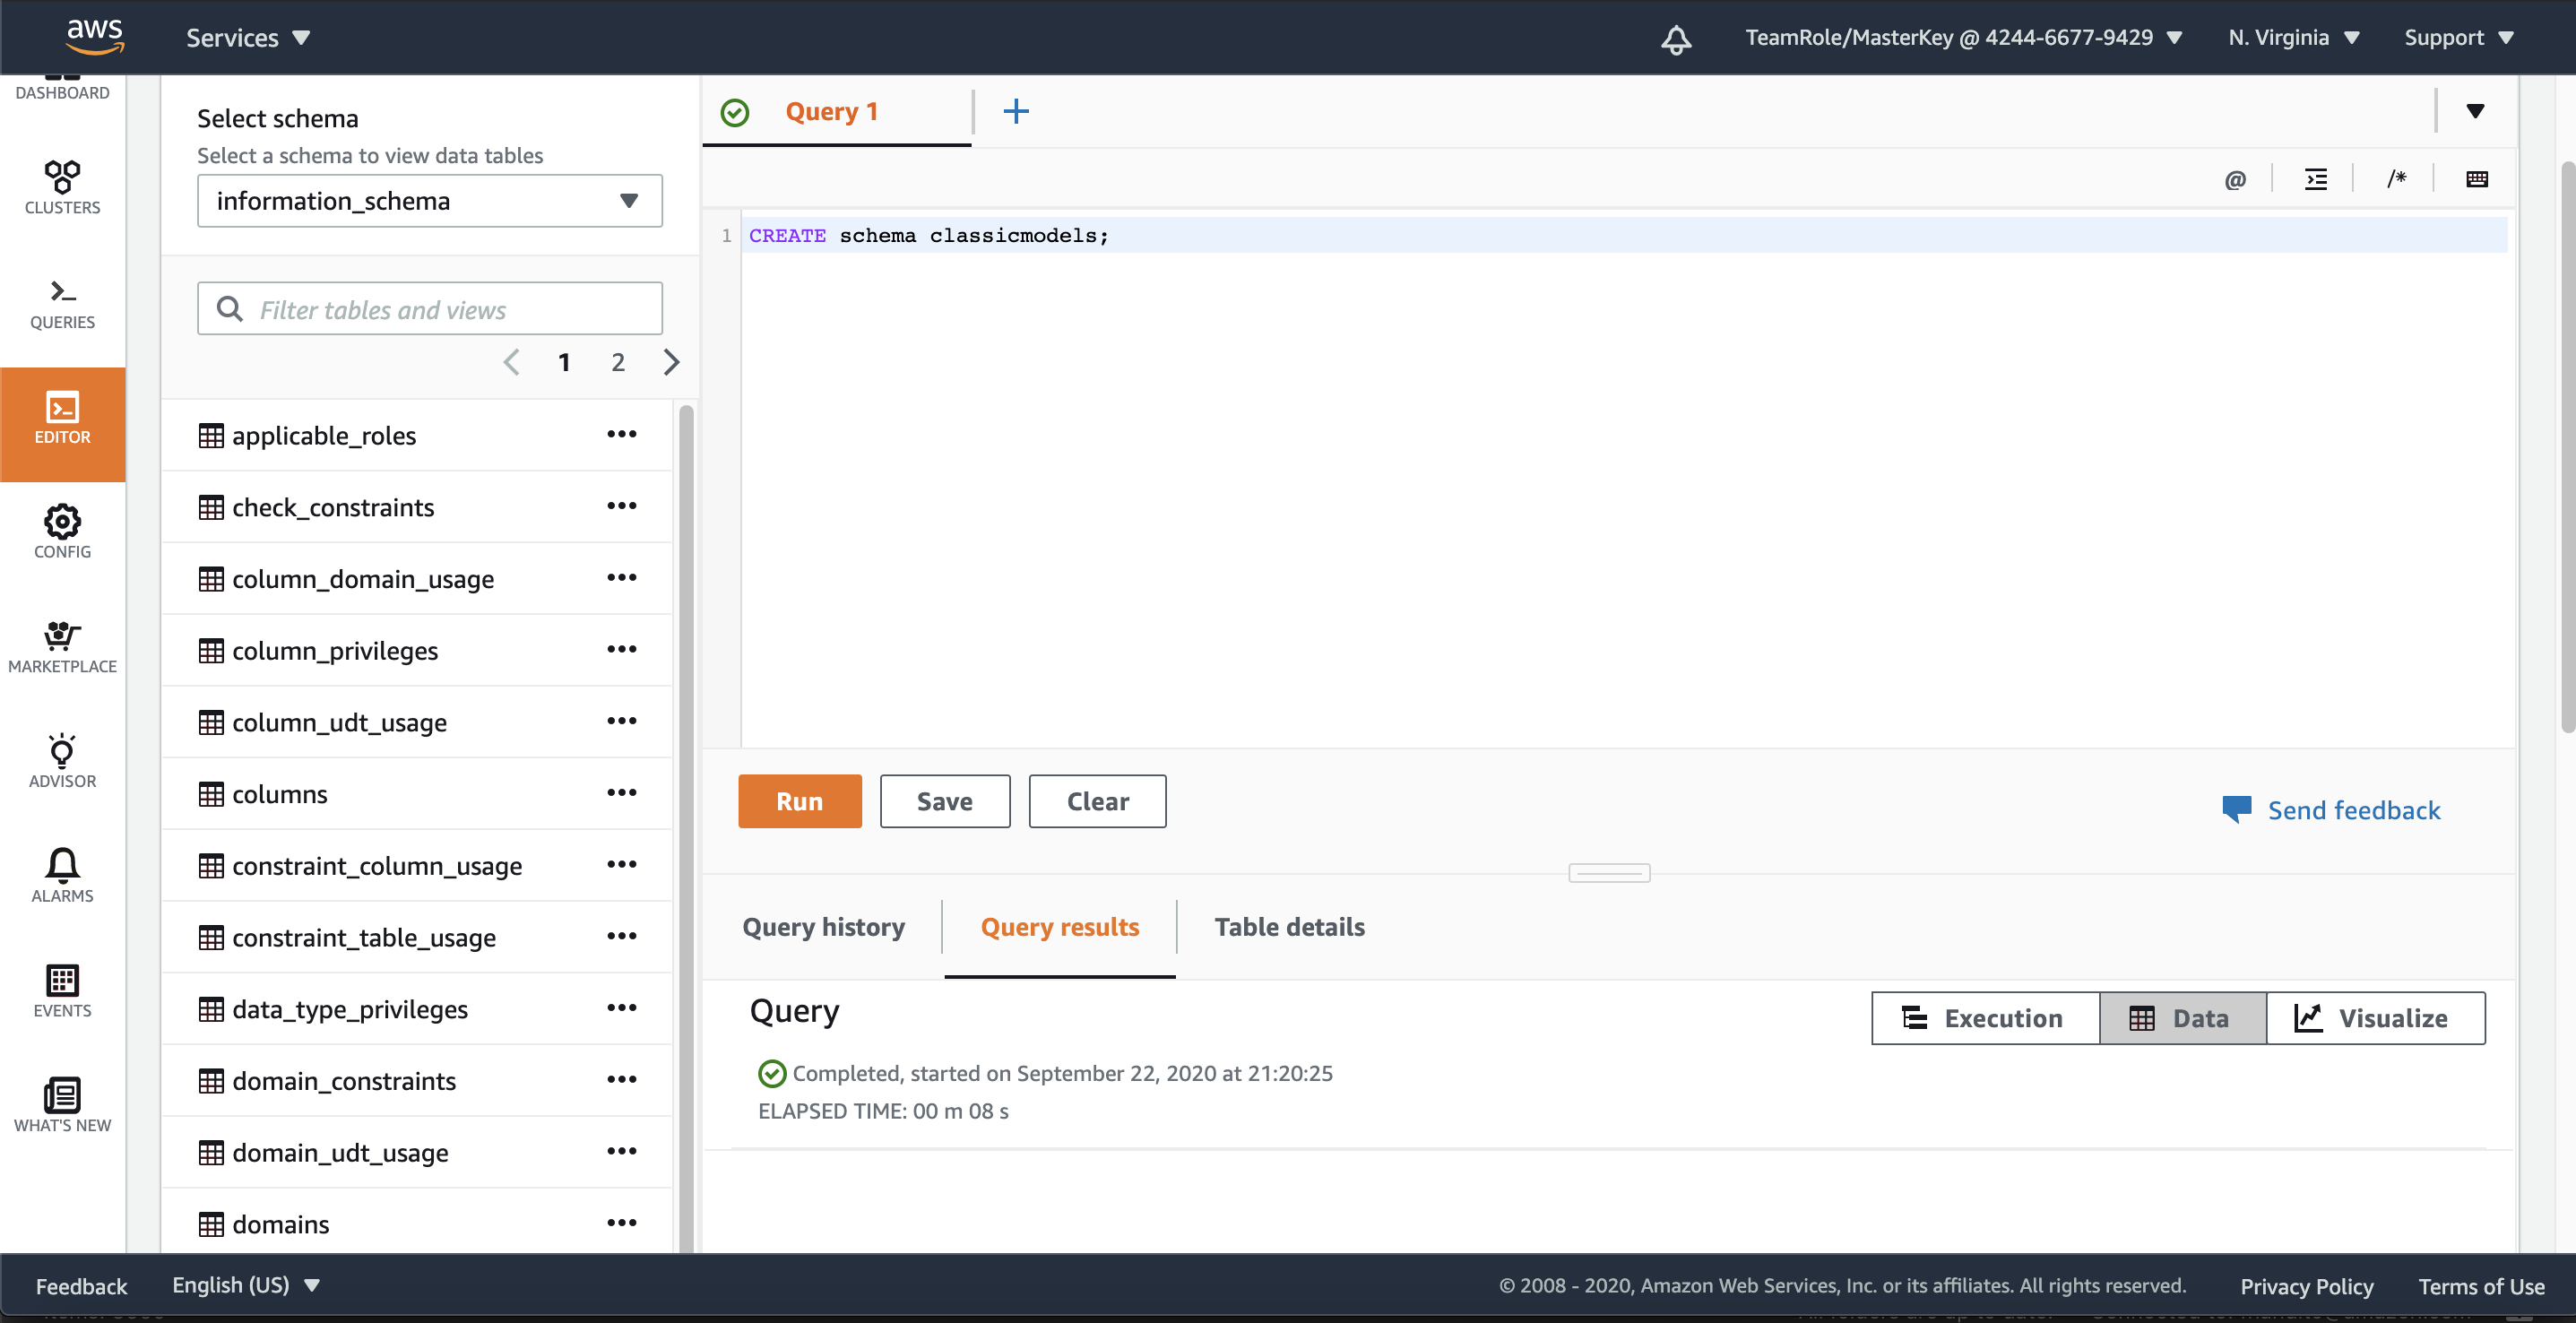 aws
Services
TeamRole/MasterKey @ 4244-6677-9429
N. Virginia
Support
DASHBOARD
CLUSTERS
QUERIES
EDITOR
CONFIG
MARKETPLACE
ADVISOR
ALARMS
EVENTS
WHAT'S NEW
Select schema
Select a schema to view data tables
information_schema
Filter tables and views
1 2
applicable_roles
check_constraints
column_domain_usage
column_privileges
column_udt_usage
columns
constraint_column_usage
constraint_table_usage
data_type_privileges
domain_constraints
domain_udt_usage
domains
Query 1
@ /*
1 CREATE schema classicmodels;
Run Save Clear
Send feedback
Query history Query results Table details
Query
Execution Data Visualize
Completed, started on September 22, 2020 at 21:20:25
ELAPSED TIME: 00 m 08 s
Feedback English (US)
© 2008 - 2020, Amazon Web Services, Inc. or its affiliates. All rights reserved. Privacy Policy Terms of Use